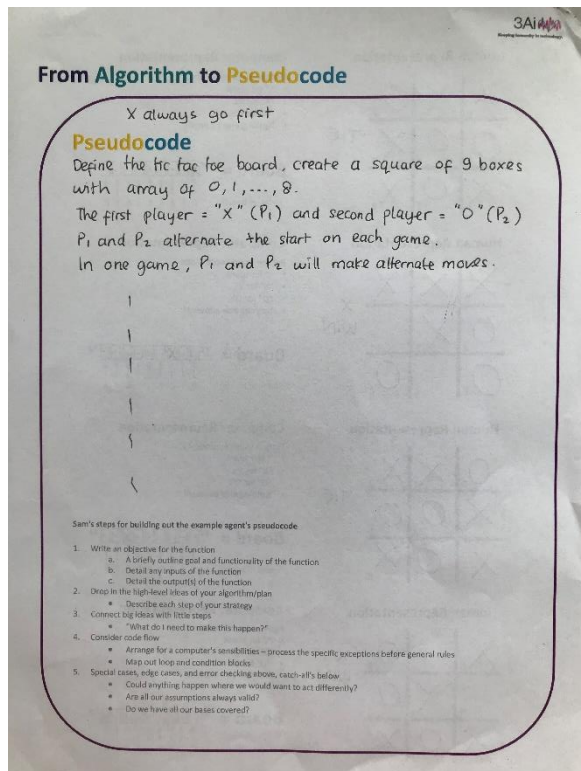 3Ai
From Algorithm to Pseudocode
X always go first
Pseudocode
Define the tic tac toe board, create a square of 9 boxes
with array of 0,1,...,8.
The first player = "X" (P1) and second player = "O" (P2)
P1 and P2 alternate the start on each game.
In one game, P1 and P2 will make alternate moves.
Sam's steps for building out the example agent's pseudocode
1. Write an objective for the function
a. A briefly outline goal and functionality of the function
b. Detail any inputs of the function
c. Detail the output(s) of the function
2. Drop in the high-level ideas of your algorithm/plan
• Describe each step of your strategy
3. Connect big ideas with little steps
• "What do I need to make this happen?"
4. Consider code flow
• Arrange for a computer's sensibilities – process the specific exceptions before general rules
• Map out loop and condition blocks
5. Special cases, edge cases, and error checking above, catch-all's below
• Could anything happen where we would want to act differently?
• Are all our assumptions always valid?
• Do we have all our bases covered?